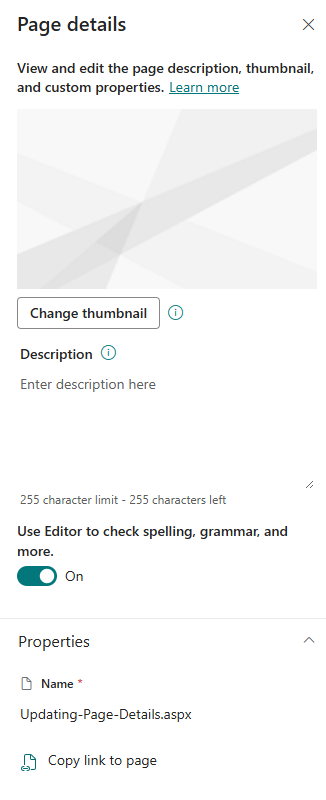 Page details
View and edit the page description, thumbnail,
and custom properties. Learn more
Change thumbnail
Description
Enter description here
255 character limit - 255 characters left
Use Editor to check spelling, grammar, and
more.
On
Properties
Name *
Updating-Page-Details.aspx
Copy link to page